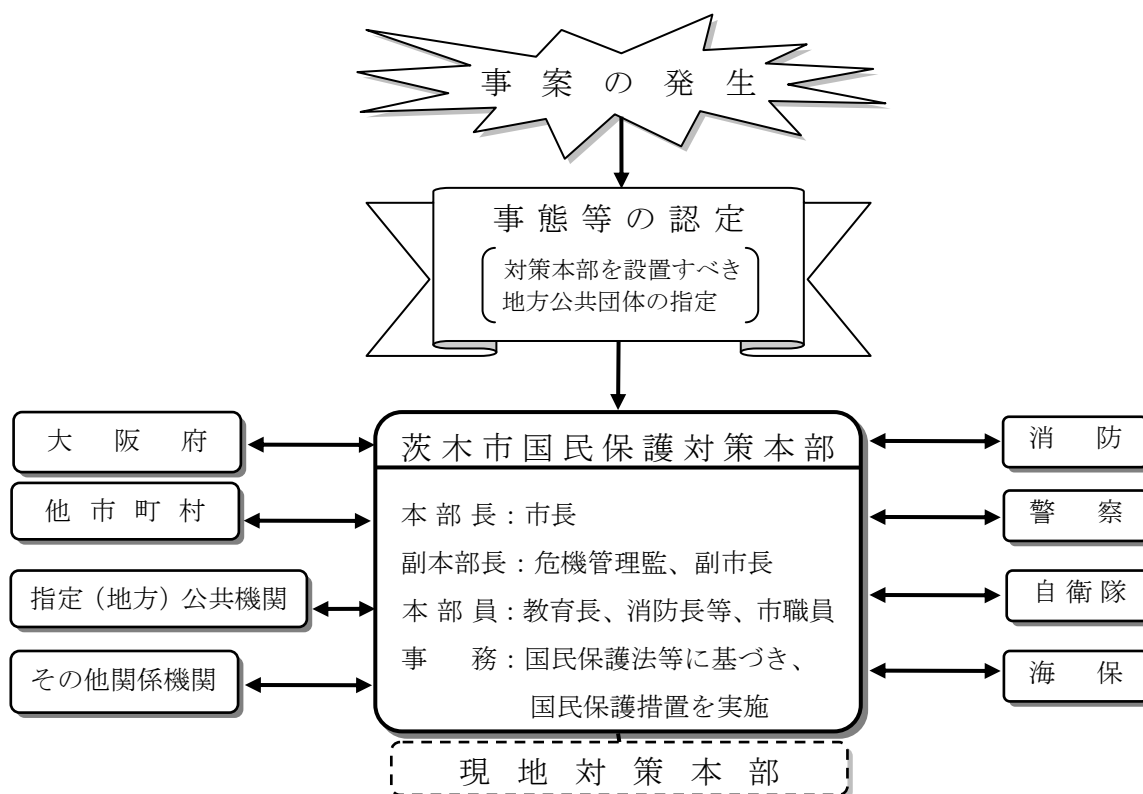 事案の発生
事態等の認定
対策本部を設置すべき
地方公共団体の指定
大阪府
他市町村
指定（地方）公共機関
その他関係機関
茨木市国民保護対策本部
本部長：市長
副本部長：危機管理監、副市長
本部員：教育長、消防長等、市職員
事　務：国民保護法等に基づき、
国民保護措置を実施
消防
警察
自衛隊
海保
現地対策本部